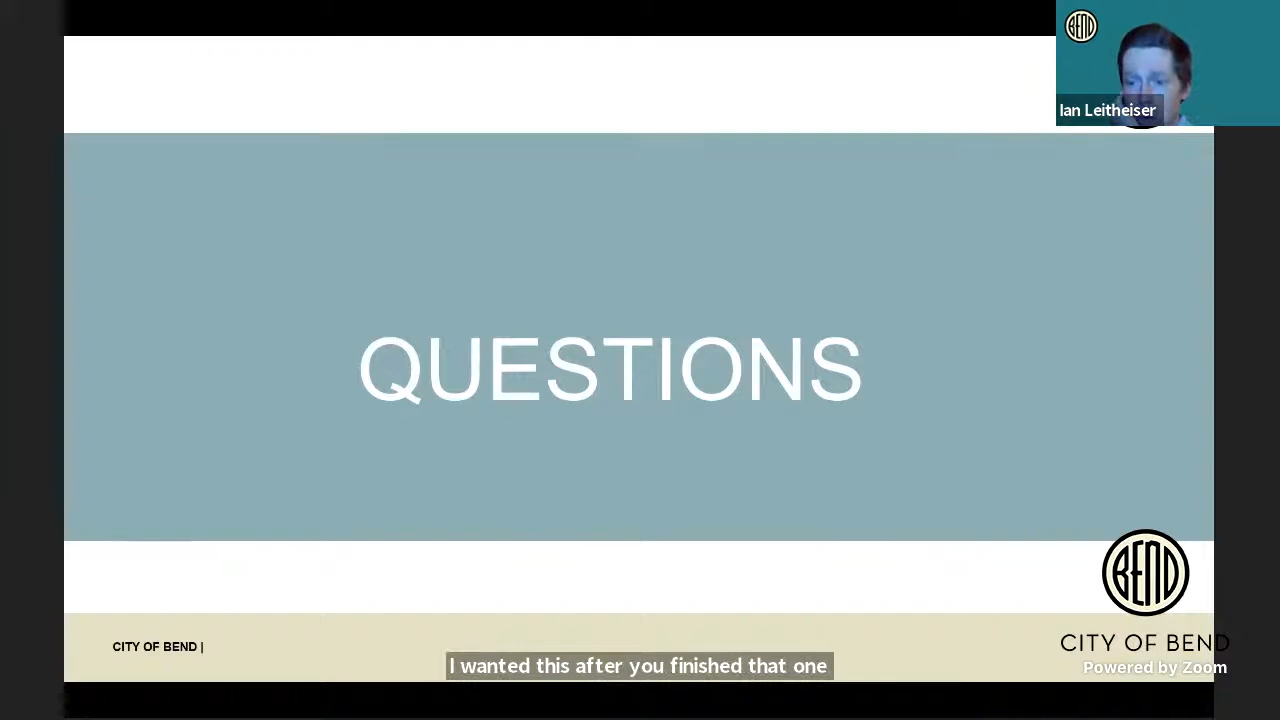 BEND
Ian Leitheiser
QUESTIONS
BEND
CITY OF BEND |
CITY OF BEND
I wanted this after you finished that one
Powered by Zoom